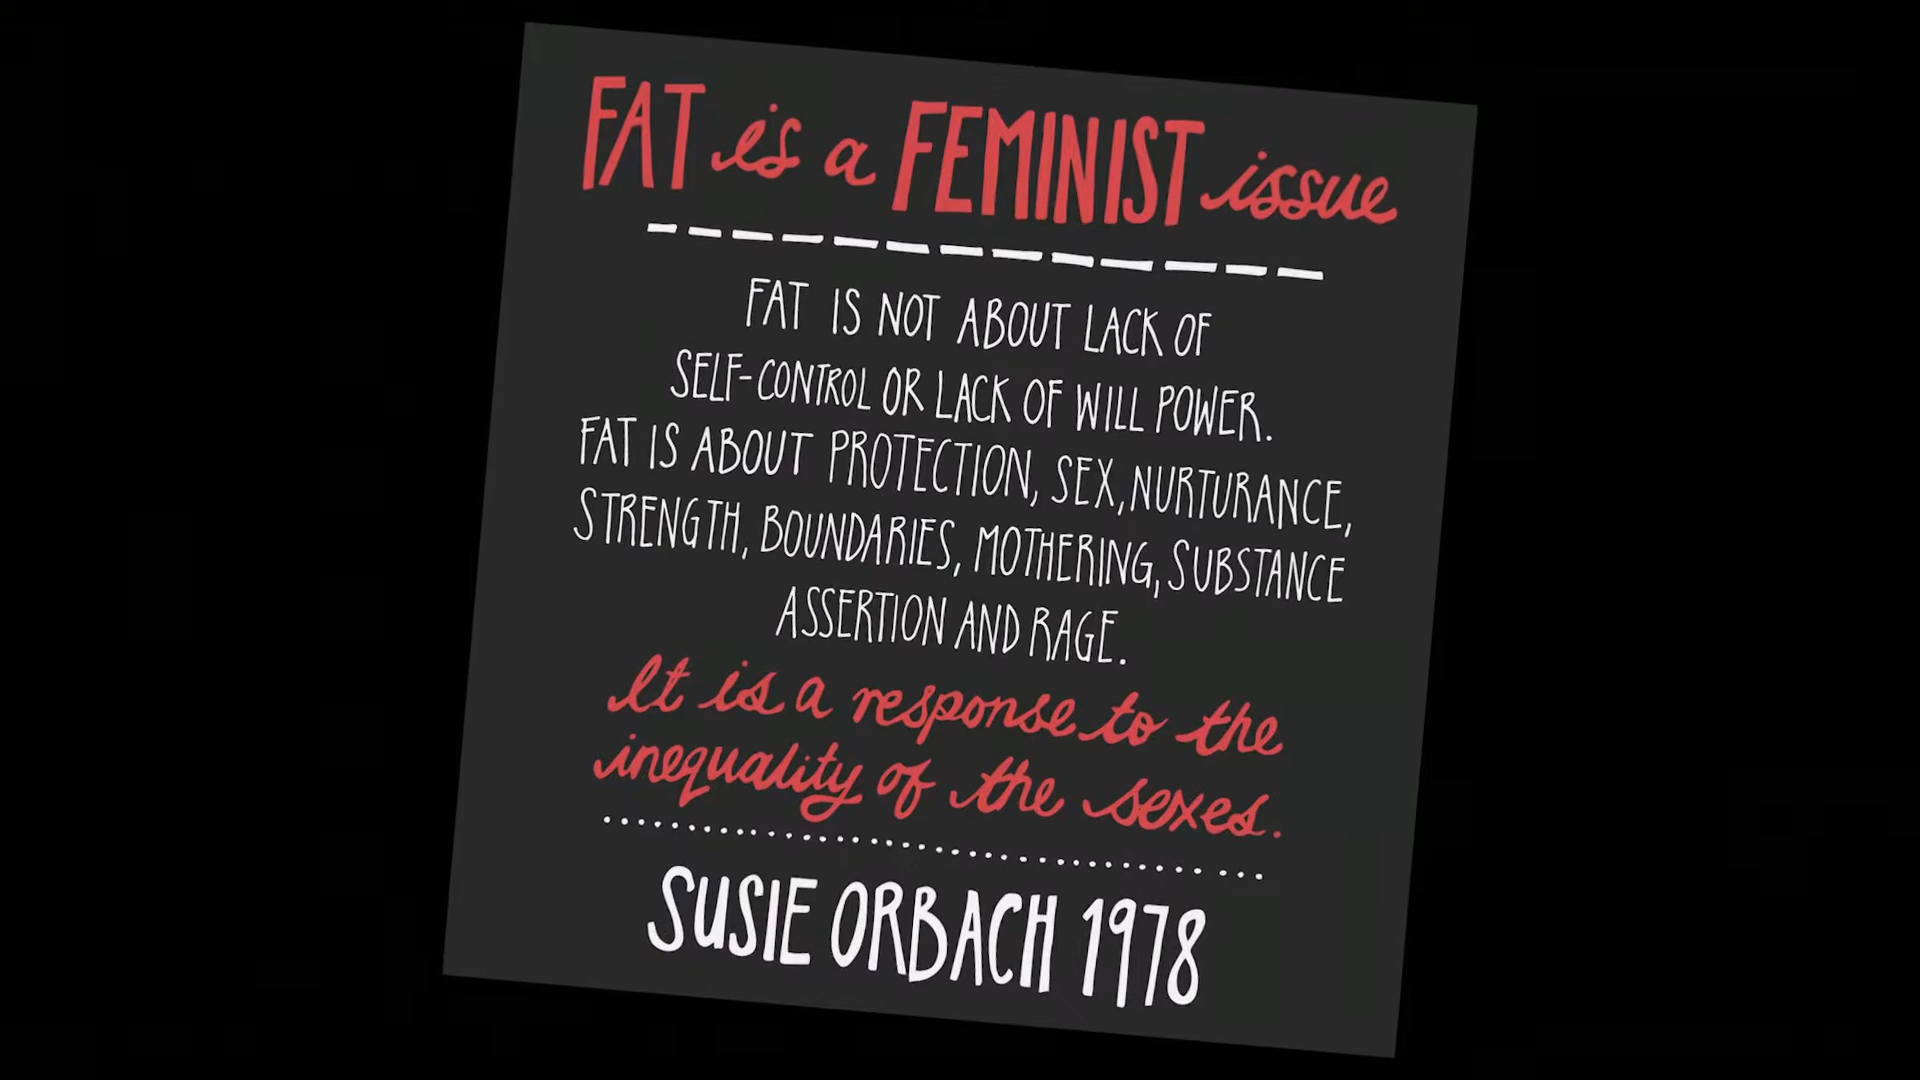 FAT is a FEMINIST issue
FAT IS NOT ABOUT LACK OF
SELF-CONTROL OR LACK OF WILL POWER.
FAT IS ABOUT PROTECTION, SEX, NURTURANCE,
STRENGTH, BOUNDARIES, MOTHERING, SUBSTANCE
ASSERTION AND RAGE.
It is a response to the
inequality of the sexes.
SUSIE ORBACH 1978